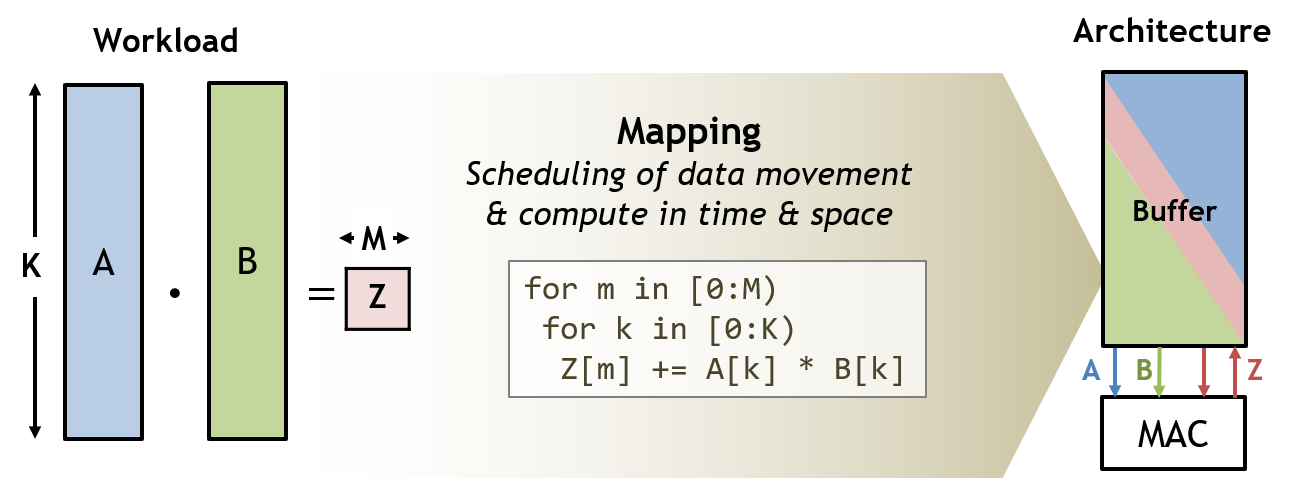 Workload
K
A
·
B
=
M
Z
Mapping
Scheduling of data movement
& compute in time & space
for m in [0:M)
for k in [0:K)
Z[m] += A[k] * B[k]
Architecture
Buffer
A
B
Z
MAC